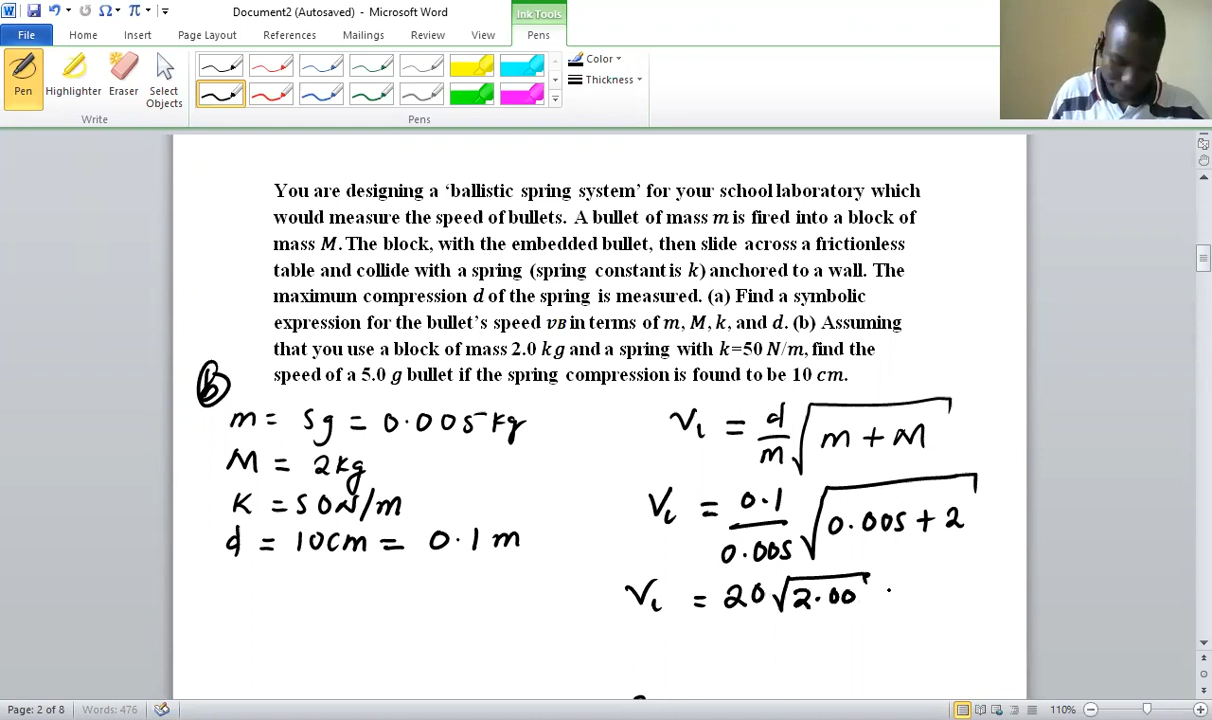 Document2 (Autosaved) - Microsoft Word
Ink Tools
File Home Insert Page Layout References Mailings Review View Pens
Pen Highlighter Eraser Select Objects
Color
Thickness
Write Pens
You are designing a ‘ballistic spring system’ for your school laboratory which
would measure the speed of bullets. A bullet of mass m is fired into a block of
mass M. The block, with the embedded bullet, then slide across a frictionless
table and collide with a spring (spring constant is k) anchored to a wall. The
maximum compression d of the spring is measured. (a) Find a symbolic
expression for the bullet’s speed vB in terms of m, M, k, and d. (b) Assuming
that you use a block of mass 2.0 kg and a spring with k=50 N/m, find the
speed of a 5.0 g bullet if the spring compression is found to be 10 cm.
b
m = 5g = 0.005 kg
M = 2kg
K = 50N/m
d = 10cm = 0.1 m
V₁ = d/m √(m + M)
V₁ = 0.1/0.005 √(0.005 + 2)
V₁ = 20√2.00
Page: 2 of 8 Words: 476 110%